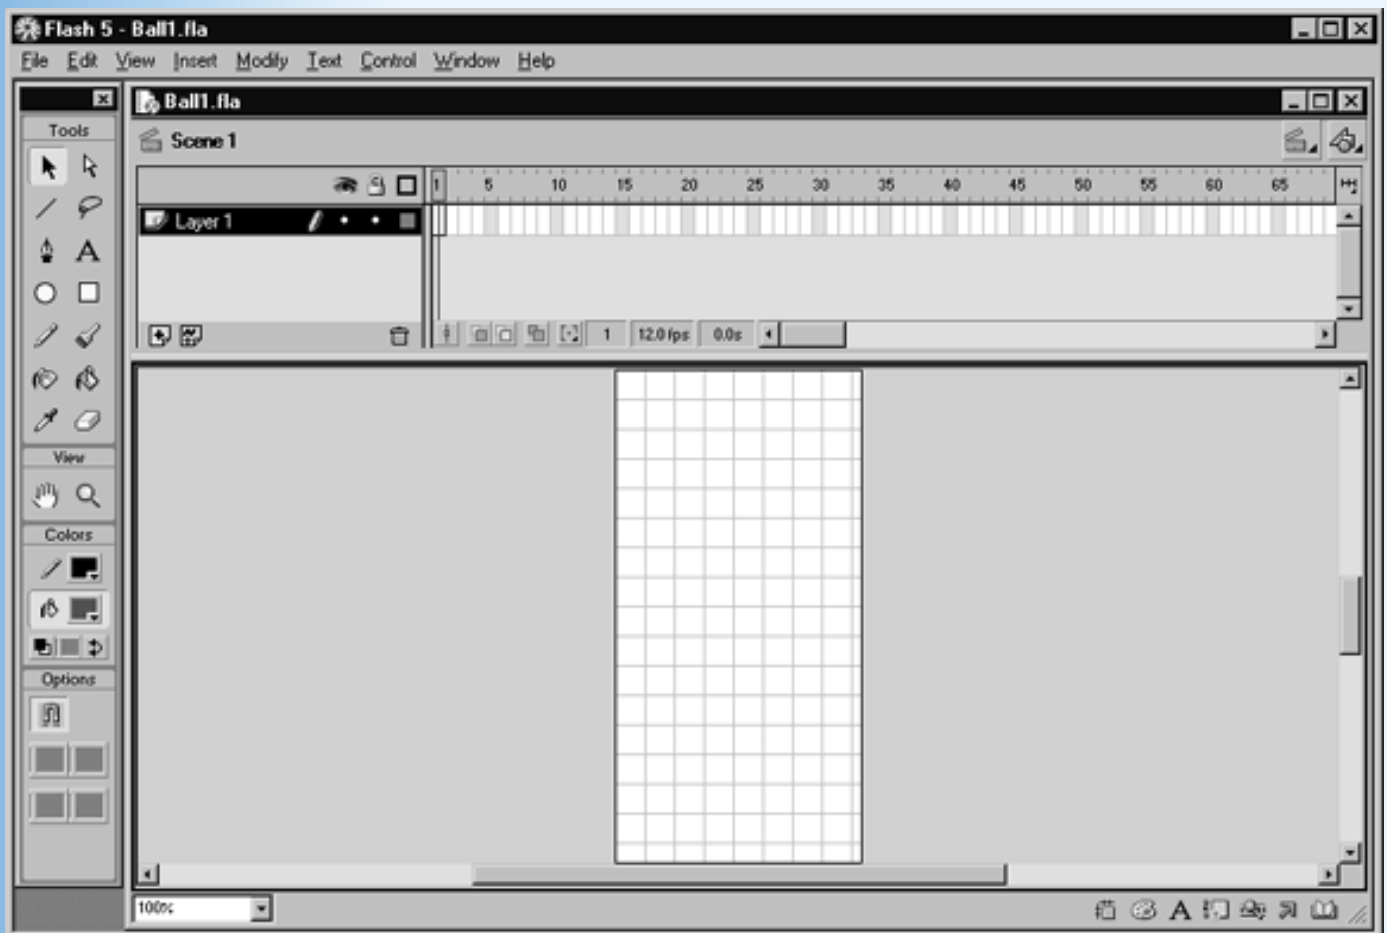 Flash 5 - Ball1.fla
File Edit View Insert Modify Text Control Window Help
Ball1.fla
Tools
Scene 1
1 5 10 15 20 25 30 35 40 45 50 55 60 65
Layer 1
A
1 12.0 fps 0.0s
View
Colors
Options
100%
A